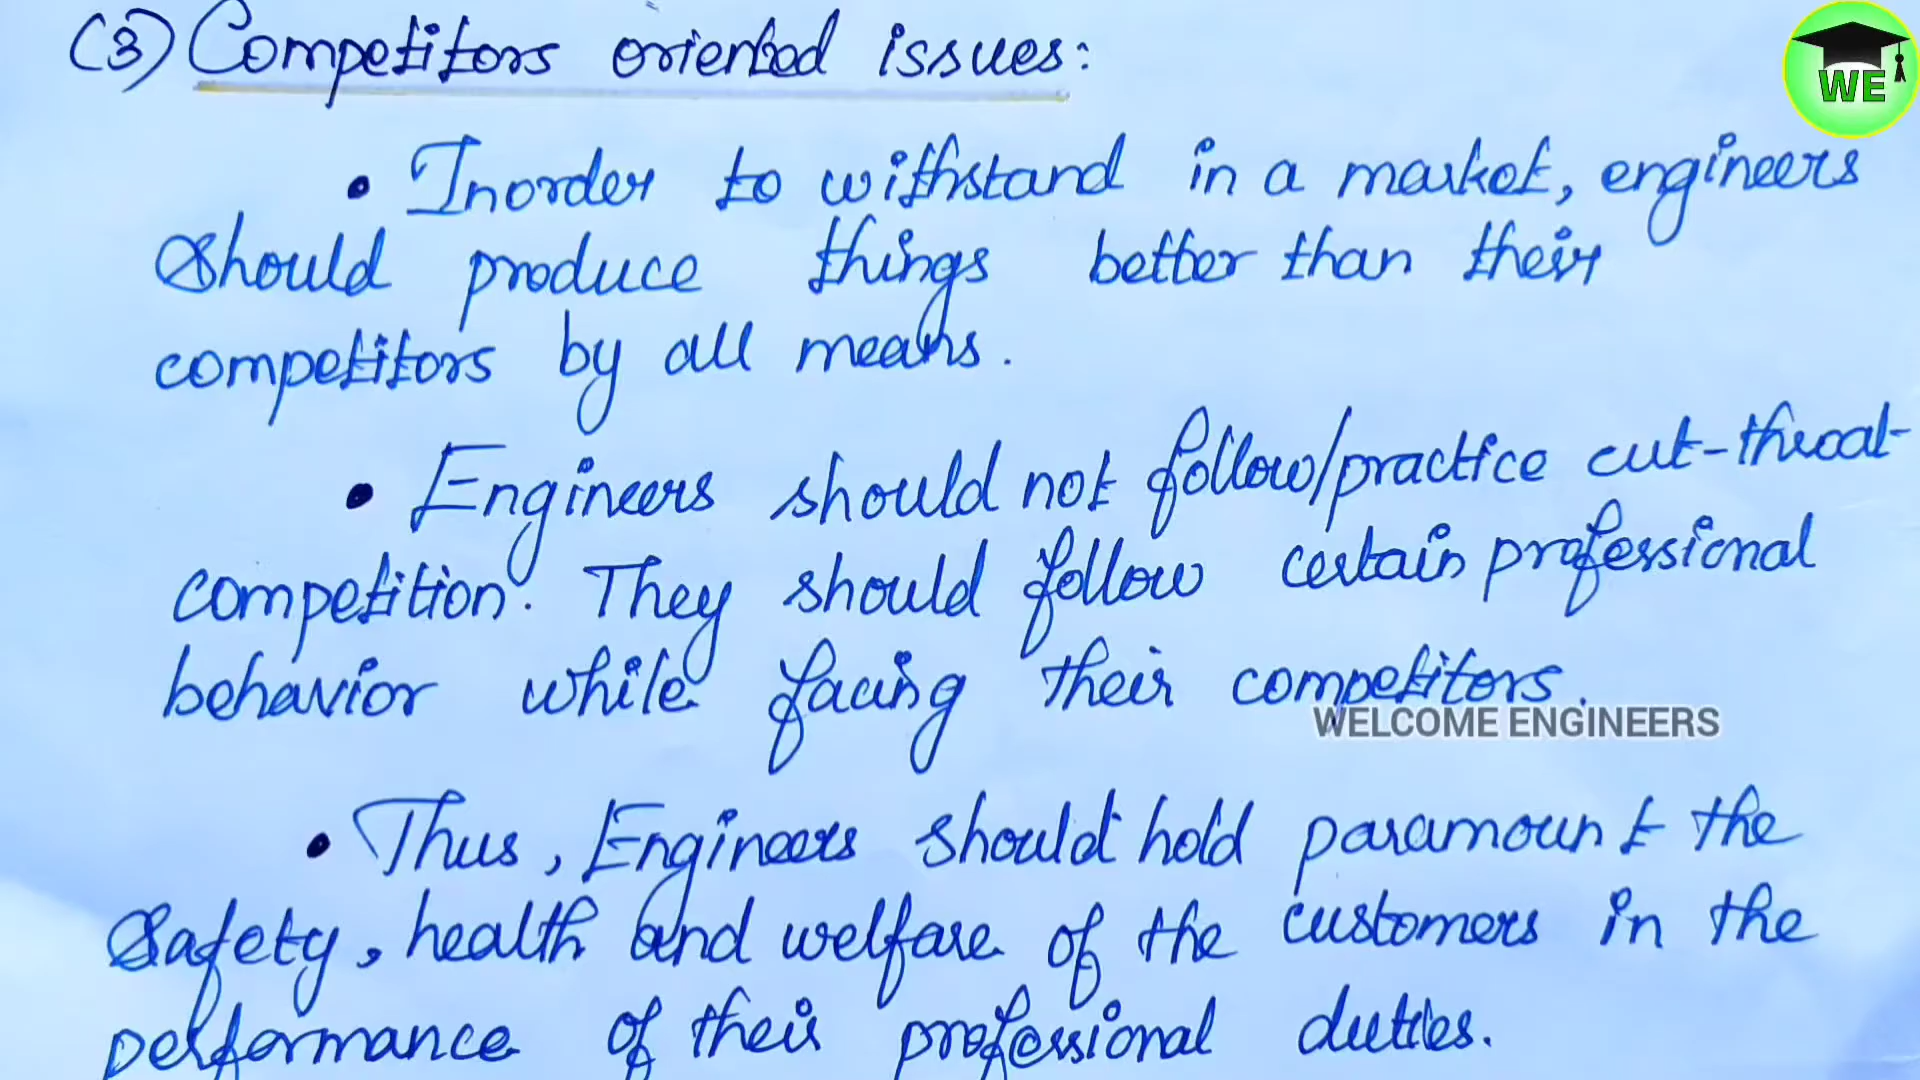 (3) Competitors oriented issues:
WE
• Inorder to withstand in a market, engineers
should produce things better than their
competitors by all means.
• Engineers should not follow/practice cut-throat
competition. They should follow certain professional
behavior while facing their competitors.
WELCOME ENGINEERS
• Thus, Engineers should hold paramount the
safety, health and welfare of the customers in the
performance of their professional duties.